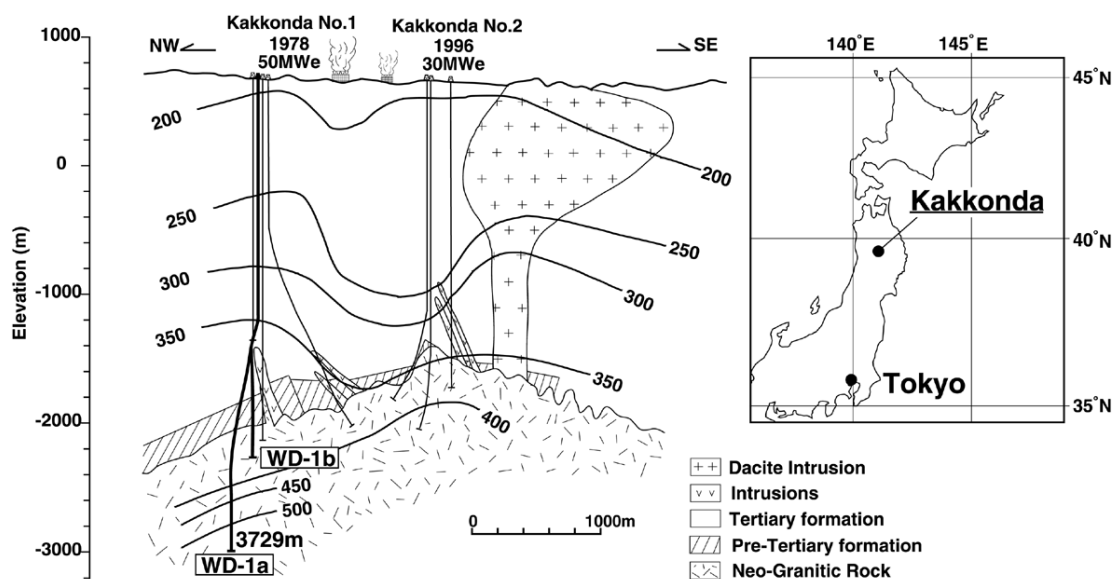 Kakkonda No.1
1978
50MWe
Kakkonda No.2
1996
30MWe
NW
SE
Elevation (m)
1000
0
-1000
-2000
-3000
200
250
300
350
200
250
300
350
400
450
500
WD-1b
3729m
WD-1a
0
1000m
140°E
145°E
45°N
40°N
35°N
Kakkonda
Tokyo
Dacite Intrusion
Intrusions
Tertiary formation
Pre-Tertiary formation
Neo-Granitic Rock